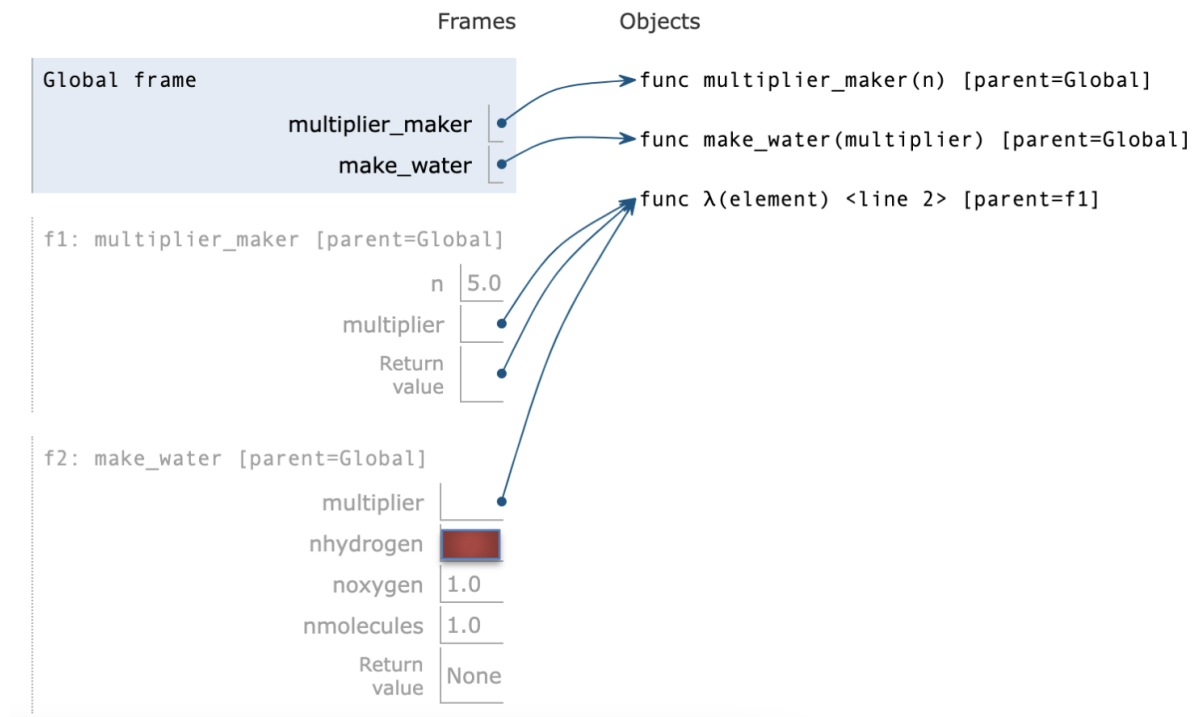 Frames Objects
Global frame
multiplier_maker
make_water
func multiplier_maker(n) [parent=Global]
func make_water(multiplier) [parent=Global]
func λ(element) <line 2> [parent=f1]
f1: multiplier_maker [parent=Global]
n 5.0
multiplier
Return
value
f2: make_water [parent=Global]
multiplier
nhydrogen
noxygen 1.0
nmolecules 1.0
Return
value None